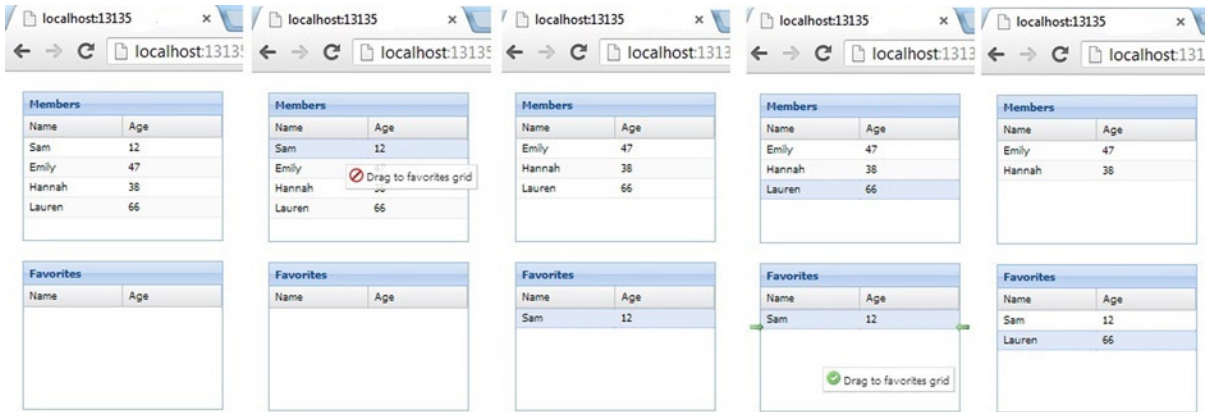 localhost:13135
localhost:13135
Members
Name Age
Sam 12
Emily 47
Hannah 38
Lauren 66
Favorites
Name Age
localhost:13135
localhost:13135
Members
Name Age
Sam 12
Emily
Drag to favorites grid
Hannah
Lauren 66
Favorites
Name Age
localhost:13135
localhost:1313
Members
Name Age
Emily 47
Hannah 38
Lauren 66
Favorites
Name Age
Sam 12
localhost:13135
localhost:1313
Members
Name Age
Emily 47
Hannah 38
Lauren 66
Favorites
Name Age
Sam 12
Drag to favorites grid
localhost:13135
localhost:131
Members
Name Age
Emily 47
Hannah 38
Favorites
Name Age
Sam 12
Lauren 66